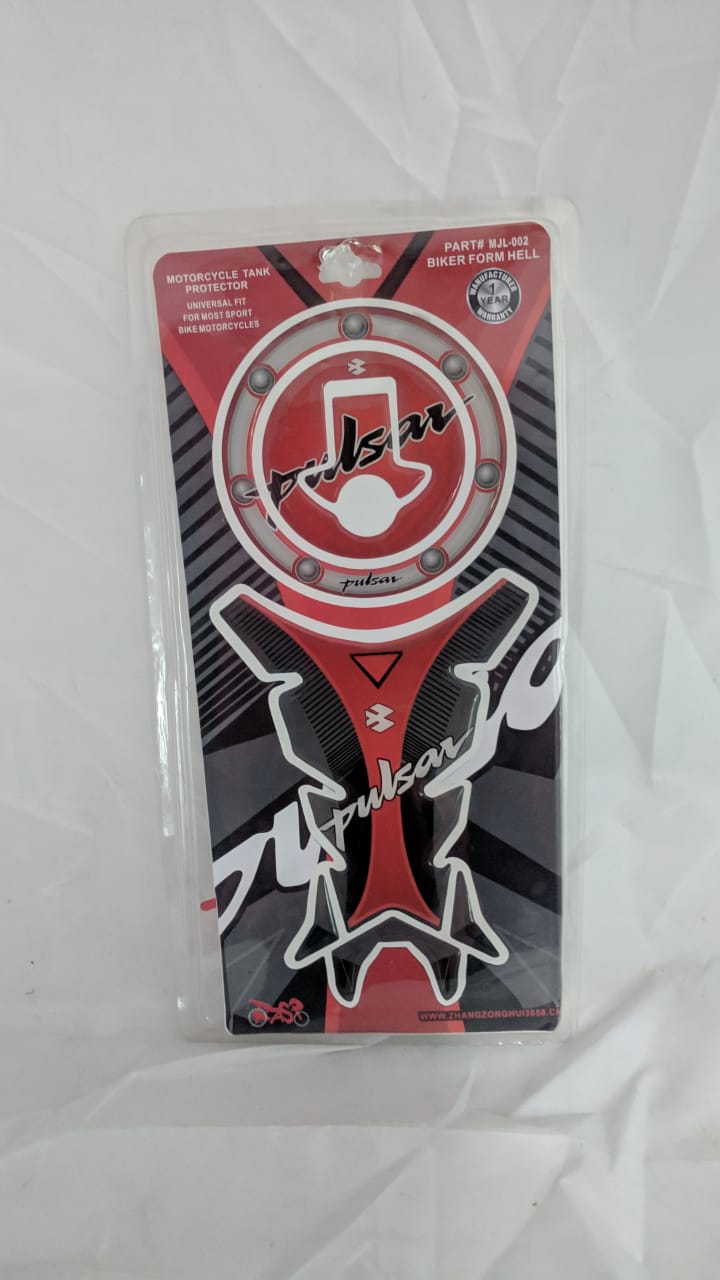 MOTORCYCLE TANK
PROTECTOR
UNIVERSAL FIT
FOR MOST SPORT
BIKE MOTORCYCLES
PART# MJL-002
BIKER FORM HELL
MANUFACTURER
1
YEAR
WARRANTY
pulsar
pulsar
pulsar
WWW.ZHANGZONGHUI3658.C